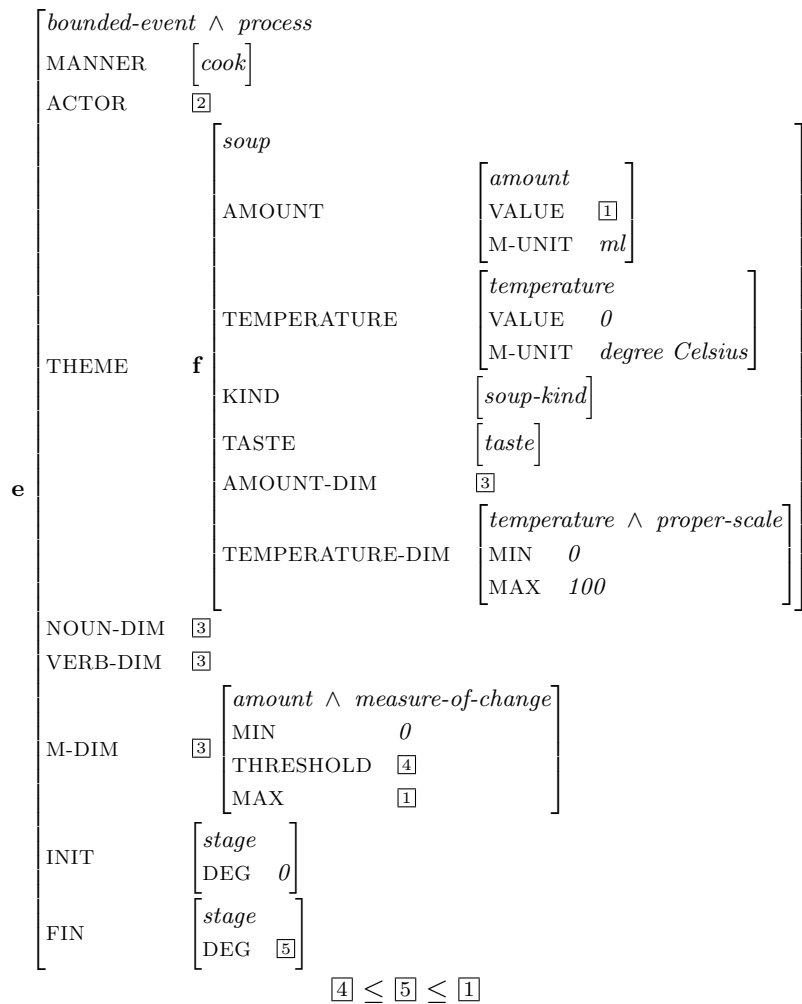 bounded-event ∧ process
MANNER [cook]
ACTOR 2
soup
amount
AMOUNT VALUE 1
M-UNIT ml
temperature
TEMPERATURE VALUE 0
M-UNIT degree Celsius
THEME f
KIND [soup-kind]
TASTE [taste]
AMOUNT-DIM 3
e
temperature ∧ proper-scale
TEMPERATURE-DIM MIN 0
MAX 100
NOUN-DIM 3
VERB-DIM 3
amount ∧ measure-of-change
MIN 0
M-DIM 3
THRESHOLD 4
MAX 1
stage
INIT
DEG 0
stage
FIN
DEG 5
4 ≤ 5 ≤ 1